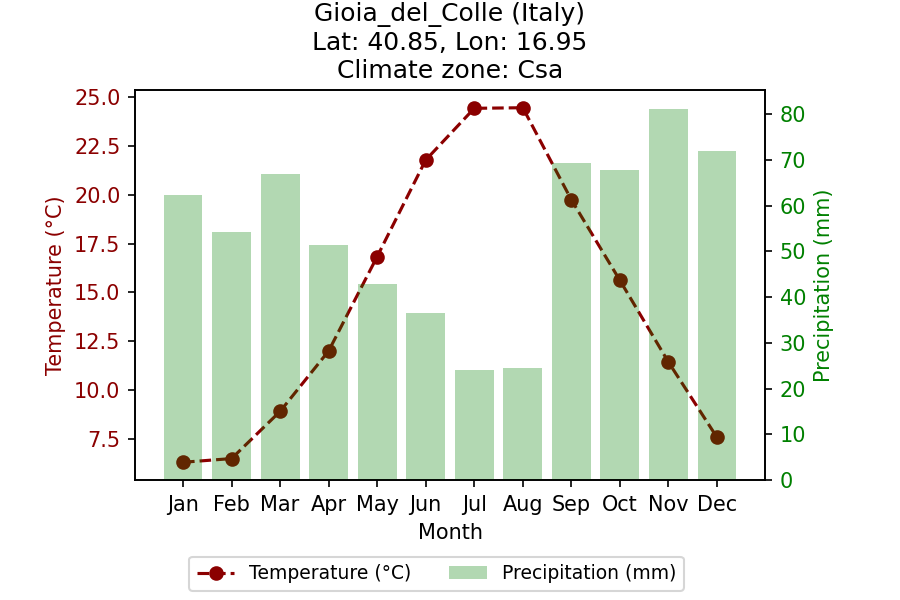 Gioia_del_Colle (Italy)
Lat: 40.85, Lon: 16.95
Climate zone: Csa
25.0
22.5
20.0
17.5
15.0
12.5
10.0
7.5
Temperature (°C)
80
70
60
50
40
30
20
10
0
Precipitation (mm)
Jan Feb Mar Apr May Jun Jul Aug Sep Oct Nov Dec
Month
Temperature (°C) Precipitation (mm)